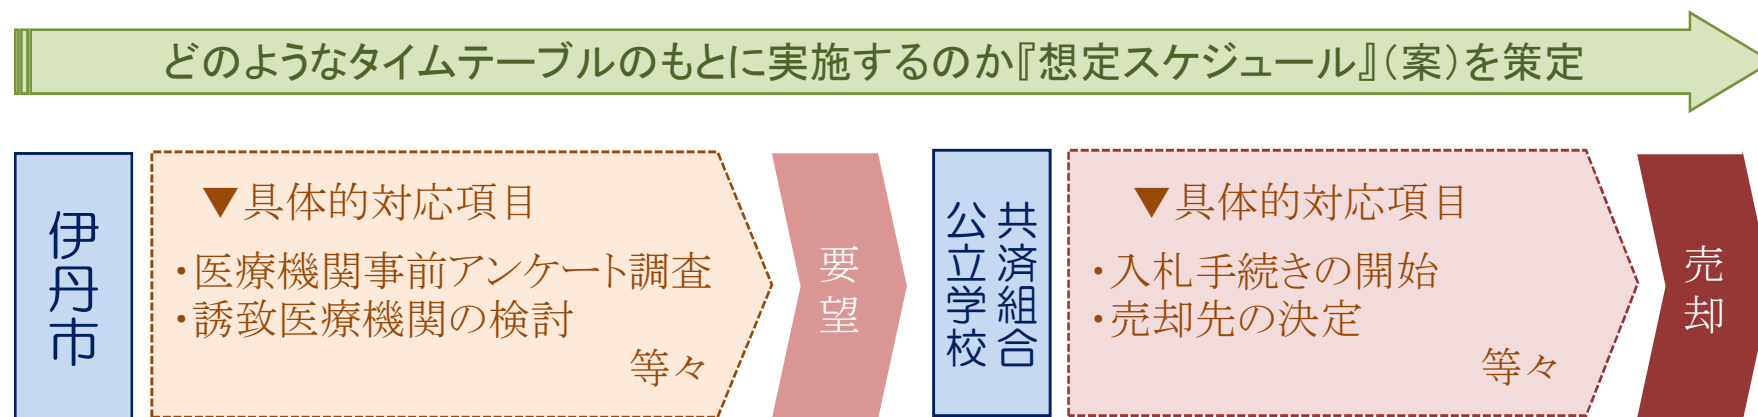 どのようなタイムテーブルのもとに実施するのか『想定スケジュール』（案）を策定
伊丹市
▼具体的対応項目
・医療機関事前アンケート調査
・誘致医療機関の検討
等々
要望
公立学校
共済組合
▼具体的対応項目
・入札手続きの開始
・売却先の決定
等々
売却